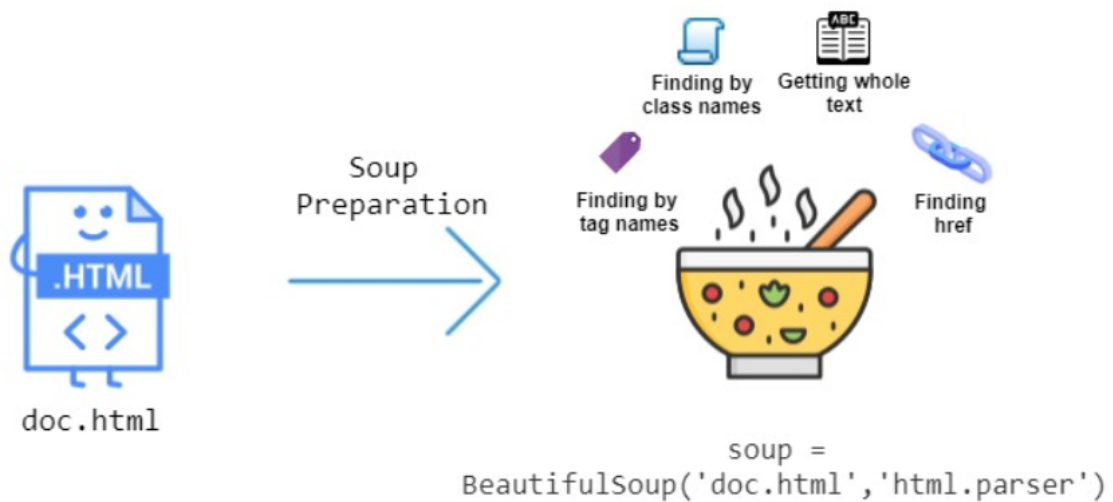 ABC
Finding by
class names
Getting whole
text
Soup
Preparation
Finding by
tag names
Finding
href
.HTML
< >
doc.html
soup =
BeautifulSoup('doc.html','html.parser')